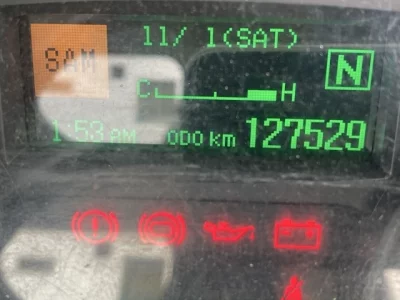 11/ 1(SAT)
SAM
N
C H
1:53 AM ODO km 127529